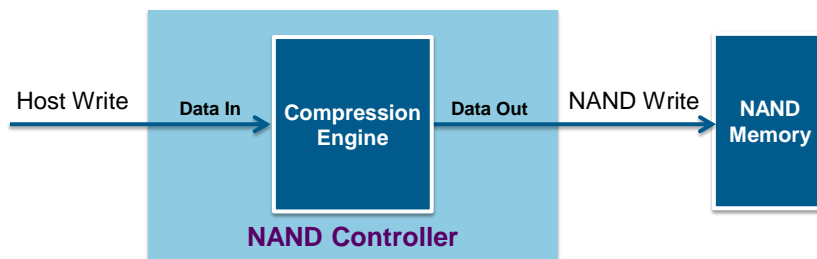 Host Write
Data In
Compression
Engine
Data Out
NAND Write
NAND
Memory
NAND Controller